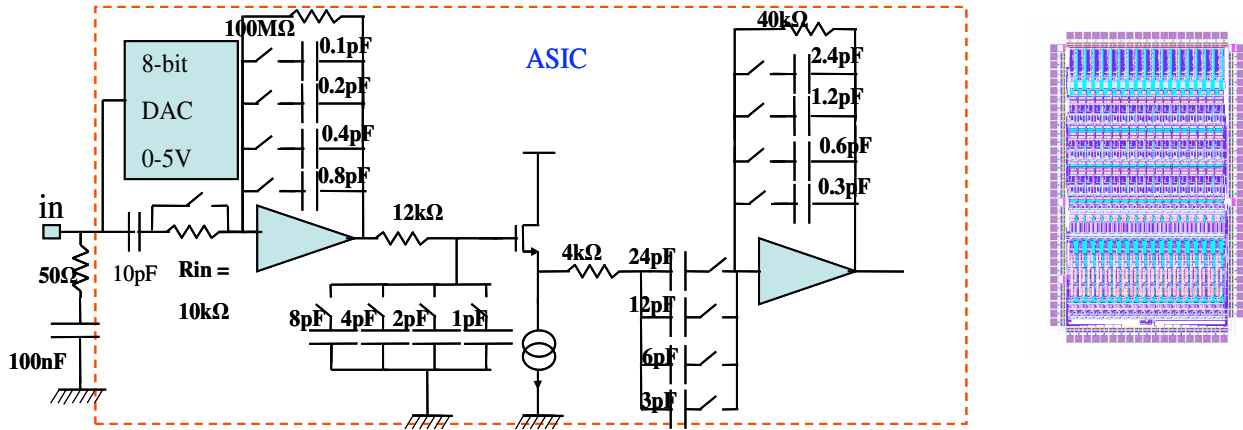 100MΩ
0.1pF
0.2pF
0.4pF
0.8pF
8-bit
DAC
0-5V
ASIC
40kΩ
2.4pF
1.2pF
0.6pF
0.3pF
in
50Ω
100nF
10pF
Rin =
10kΩ
12kΩ
8pF
4pF
2pF
1pF
4kΩ
24pF
12pF
6pF
3pF